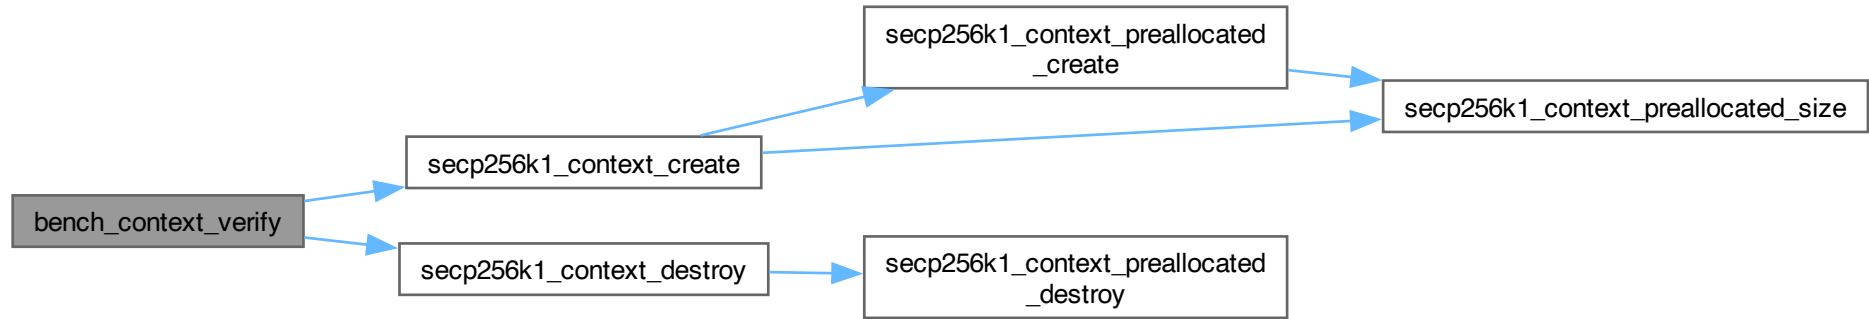 bench_context_verify
secp256k1_context_create
secp256k1_context_destroy
secp256k1_context_preallocated
_create
secp256k1_context_preallocated_size
secp256k1_context_preallocated
_destroy